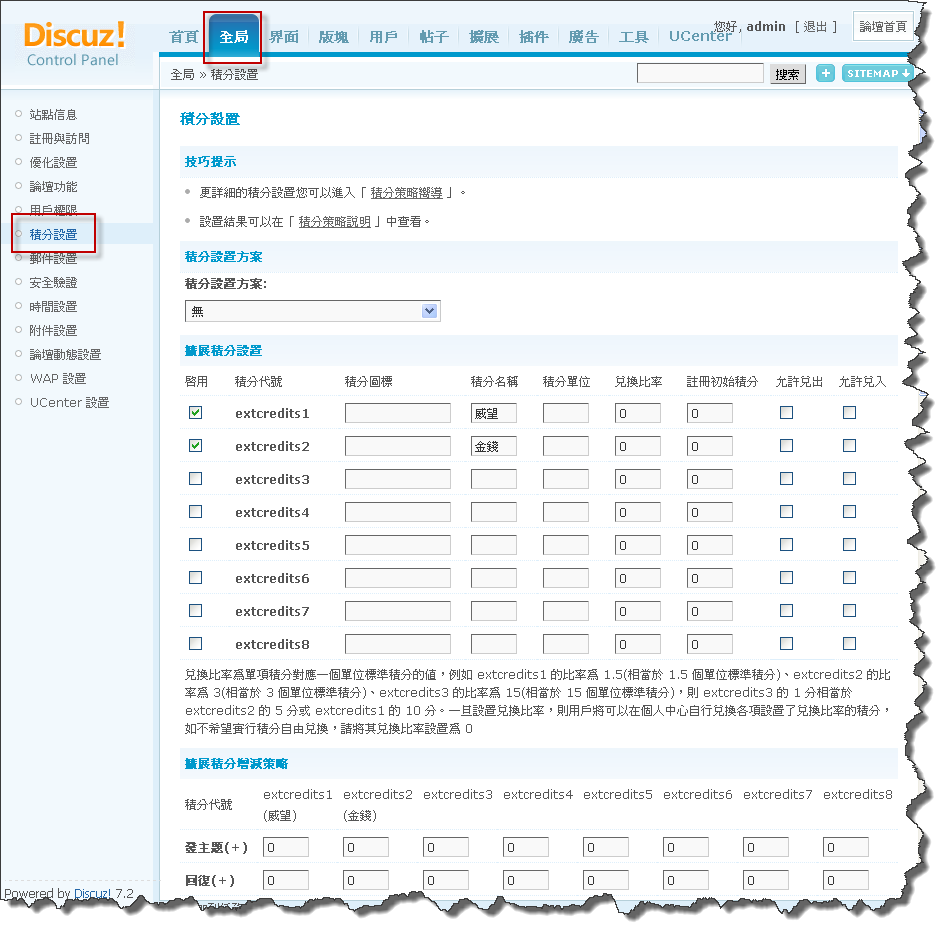 Discuz!
Control Panel
首頁 全局 界面 版塊 用戶 帖子 擴展 插件 廣告 工具 UCenter
您好, admin [ 退出 ]
論壇首頁
全局 » 積分設置
搜索
+
SITEMAP
站點信息
註冊與訪問
優化設置
論壇功能
用戶權限
積分設置
郵件設置
安全驗證
時間設置
附件設置
論壇動態設置
WAP 設置
UCenter 設置
Powered by Discuz! 7.2
積分設置
技巧提示
更詳細的積分設置您可以進入「 積分策略嚮導 」。
設置結果可以在「 積分策略說明 」中查看。
積分設置方案
積分設置方案:
無
擴展積分設置
啓用 積分代號 積分圖標 積分名稱 積分單位 兌換比率 註冊初始積分 允許兌出 允許兌入
extcredits1 威望 0 0
extcredits2 金錢 0 0
extcredits3 0 0
extcredits4 0 0
extcredits5 0 0
extcredits6 0 0
extcredits7 0 0
extcredits8 0 0
兌換比率爲單項積分對應一個單位標準積分的值，例如 extcredits1 的比率爲 1.5(相當於 1.5 個單位標準積分)、extcredits2 的比
率爲 3(相當於 3 個單位標準積分)、extcredits3 的比率爲 15(相當於 15 個單位標準積分)，則 extcredits3 的 1 分相當於
extcredits2 的 5 分或 extcredits1 的 10 分。一旦設置兌換比率，則用戶將可以在個人中心自行兌換各項設置了兌換比率的積分，
如不希望實行積分自由兌換，請將其兌換比率設置爲 0
擴展積分增減策略
積分代號 extcredits1 extcredits2 extcredits3 extcredits4 extcredits5 extcredits6 extcredits7 extcredits8
(威望) (金錢)
發主題(+) 0 0 0 0 0 0 0 0
回復(+) 0 0 0 0 0 0 0 0